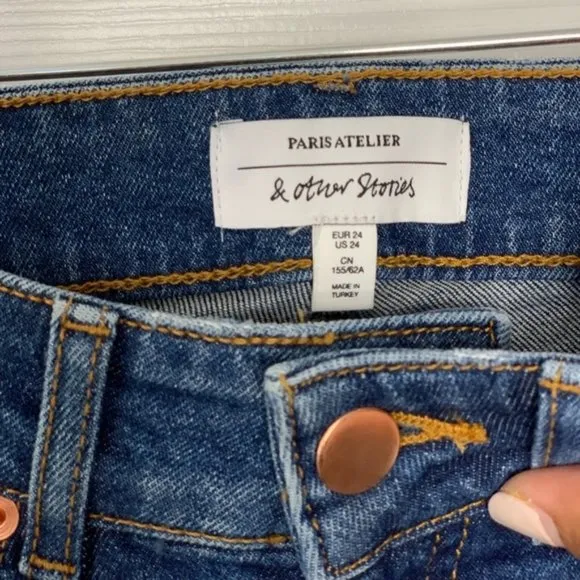 PARIS ATELIER
& other Stories
EUR 24
US 24
CN
155/62A
MADE IN
TURKEY